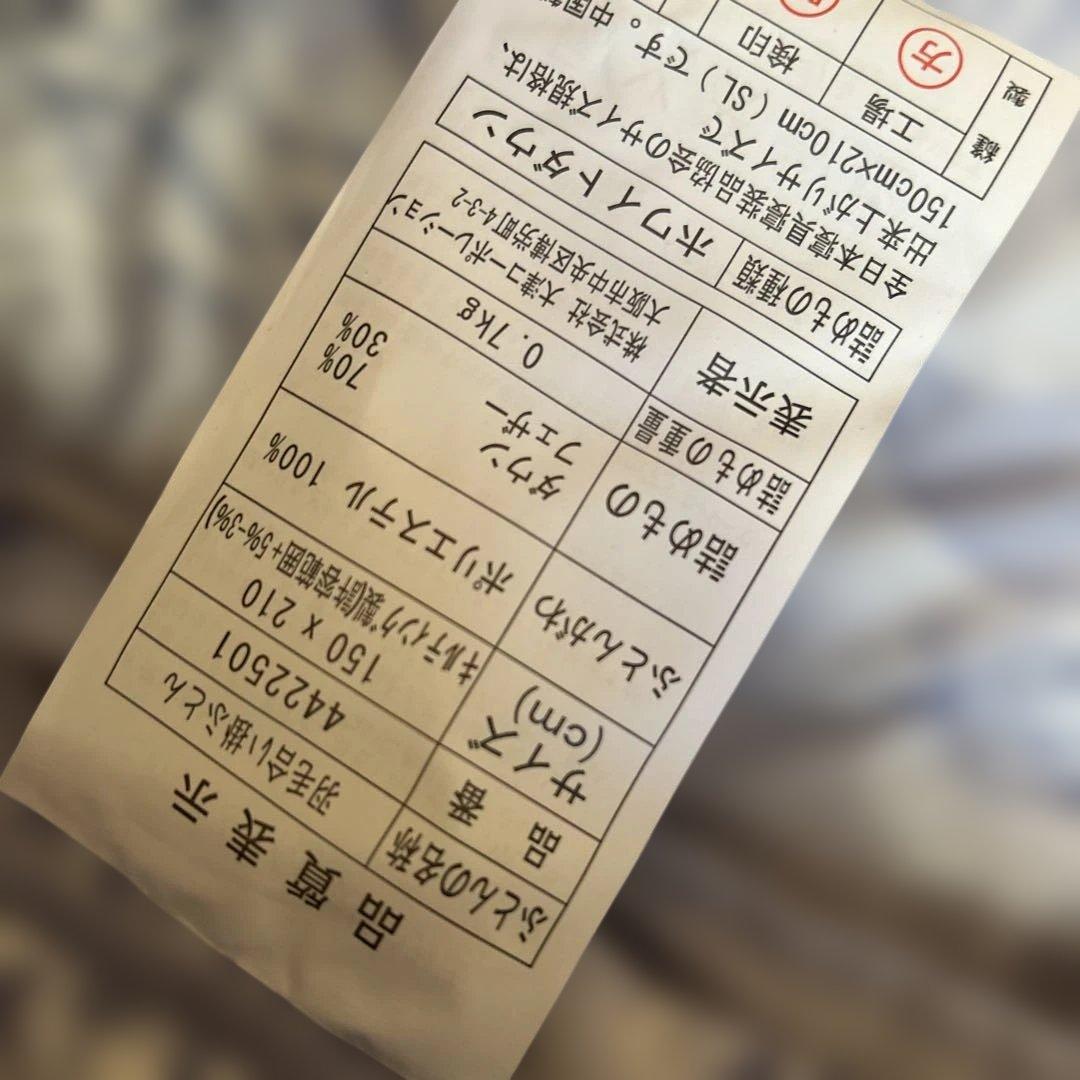 品質表示
ふとんの名称 羽毛合い掛ふとん
品番 4422501
サイズ(cm) 150 x 210
キルティング製(許容範囲+5%-3%)
ふとんがわ ポリエステル 100%
詰めもの ダウン 70%
フェザー 30%
詰めもの重量 0.7kg
表示者 株式会社 大津コーポレーション
大阪市中央区博労町4-3-2
詰めもの種類 ホワイトダウン
全日本寝具寝装品協会のサイズ規格は、
出来上がりサイズで
150cm×210cm(SL)です。中国
縫製 工場 検印
方